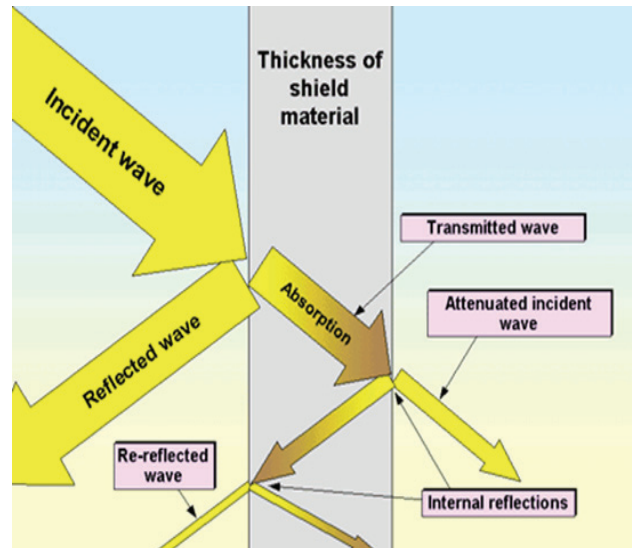 Thickness of
shield
material
Incident wave
Transmitted wave
Absorption
Attenuated incident
wave
Reflected wave
Re-reflected
wave
Internal reflections